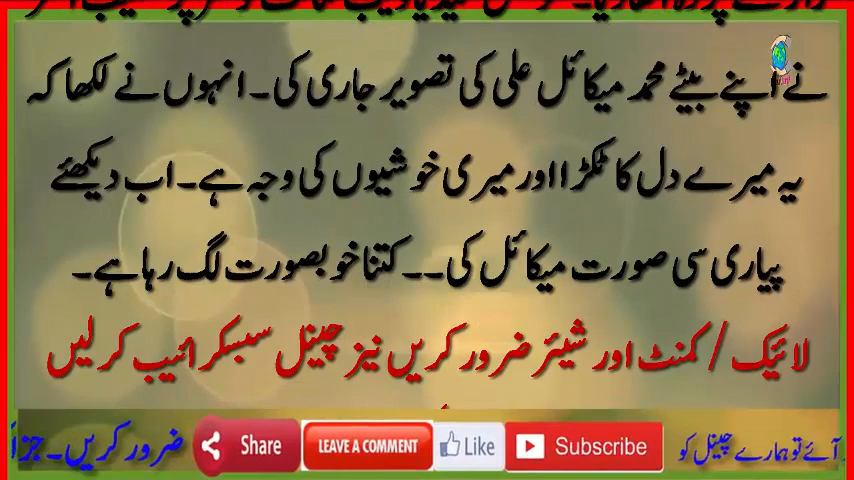 نے اپنے بیٹے محمد میکائل علی کی تصویر جاری کی۔ انہوں نے لکھا کہ
یہ میرے دل کا ٹکڑا اور میری خوشیوں کی وجہ ہے۔ اب دیکھئے
پیاری سی صورت میکائل کی۔۔ کتنا خوبصورت لگ رہا ہے۔
لائیک / کمنٹ اور شیئر ضرور کریں نیز چینل سبسکرائیب کر لیں
آئے تو ہمارے چینل کو Subscribe Like LEAVE A COMMENT Share ضرور کریں۔